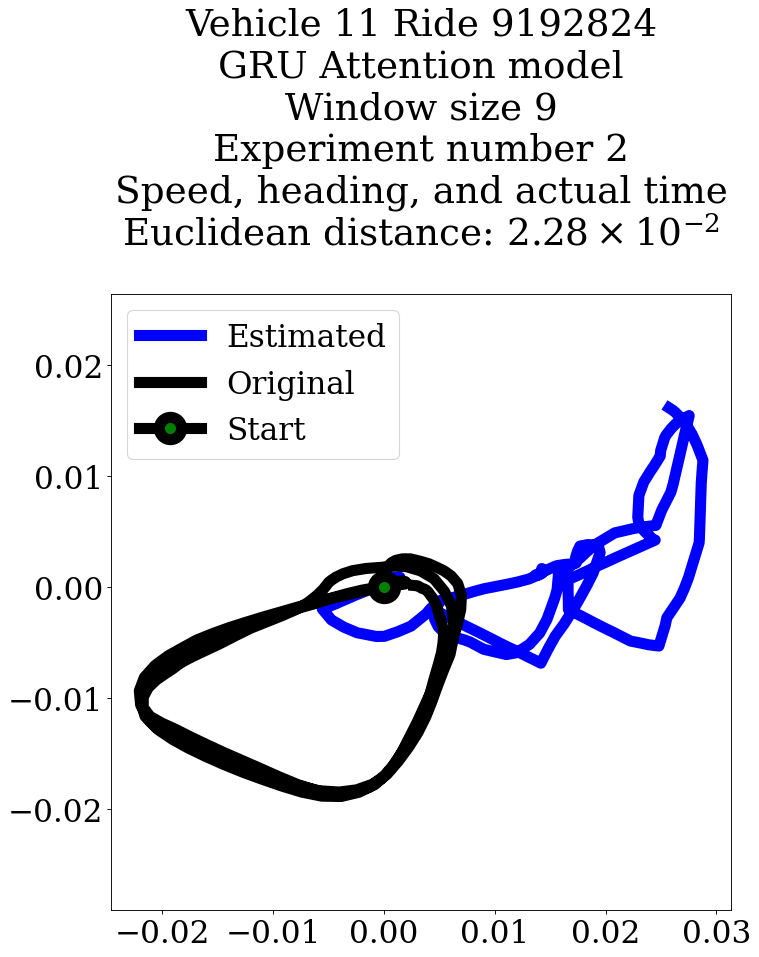 Vehicle 11 Ride 9192824
GRU Attention model
Window size 9
Experiment number 2
Speed, heading, and actual time
Euclidean distance: 2.28 × 10⁻²
Estimated
Original
Start
0.02
0.01
0.00
−0.01
−0.02
−0.02
−0.01
0.00
0.01
0.02
0.03